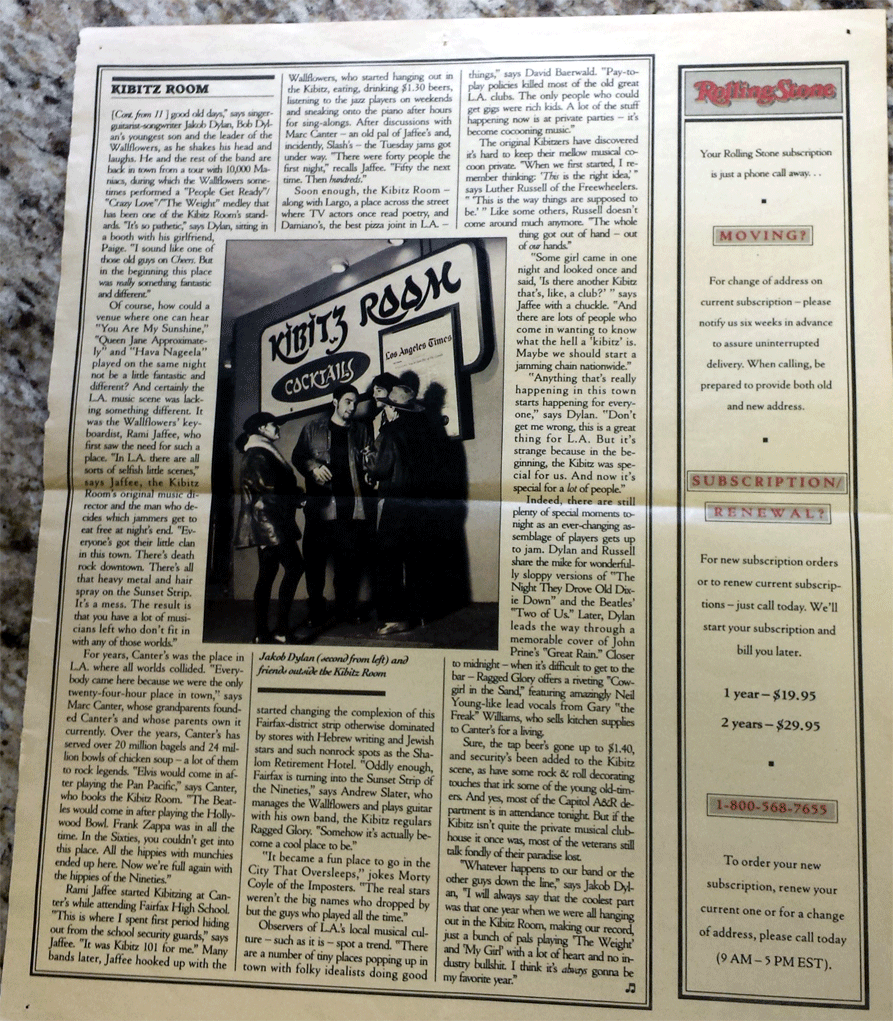 KIBITZ ROOM
[Cont. from 11] good old days," says singer-
guitarist-songwriter Jakob Dylan, Bob Dyl-
an's youngest son and the leader of the
Wallflowers, as he shakes his head and
laughs. He and the rest of the band are
back in town from a tour with 10,000 Ma-
niacs, during which the Wallflowers some-
times performed a "People Get Ready"/
"Crazy Love"/"The Weight" medley that
has been one of the Kibitz Room's stand-
ards. "It's so pathetic," says Dylan, sitting in
a booth with his girlfriend,
Paige. "I sound like one of
those old guys on Cheers. But
in the beginning this place
was really something fantastic
and different."
Of course, how could a
venue where one can hear
"You Are My Sunshine,"
"Queen Jane Approximate-
ly" and "Hava Nageela"
played on the same night
not be a little fantastic and
different? And certainly the
L.A. music scene was lack-
ing something different. It
was the Wallflowers' key-
boardist, Rami Jaffee, who
first saw the need for such a
place. "In L.A. there are all
sorts of selfish little scenes,"
says Jaffee, the Kibitz
Room's original music di-
rector and the man who de-
cides which jammers get to
eat free at night's end. "Ev-
eryone's got their little clan
in this town. There's death
rock downtown. There's all
that heavy metal and hair
spray on the Sunset Strip.
It's a mess. The result is
that you have a lot of musi-
cians left who don't fit in
with any of those worlds."
For years, Canter's was the place in
L.A. where all worlds collided. "Every-
body came here because we were the only
twenty-four-hour place in town," says
Marc Canter, whose grandparents found-
ed Canter's and whose parents own it
currently. Over the years, Canter's has
served over 20 million bagels and 24 mil-
lion bowls of chicken soup – a lot of them
to rock legends. "Elvis would come in af-
ter playing the Pan Pacific," says Canter,
who books the Kibitz Room. "The Beat-
les would come in after playing the Holly-
wood Bowl. Frank Zappa was in all the
time. In the Sixties, you couldn't get into
this place. All the hippies with munchies
ended up here. Now we're full again with
the hippies of the Nineties."
Rami Jaffee started Kibitzing at Can-
ter's while attending Fairfax High School.
"This is where I spent first period hiding
out from the school security guards," says
Jaffee. "It was Kibitz 101 for me." Many
bands later, Jaffee hooked up with the
Wallflowers, who started hanging out in
the Kibitz, eating, drinking $1.30 beers,
listening to the jazz players on weekends
and sneaking onto the piano after hours
for sing-alongs. After discussions with
Marc Canter – an old pal of Jaffee's and,
incidently, Slash's – the Tuesday jams got
under way. "There were forty people the
first night," recalls Jaffee. "Fifty the next
time. Then hundreds."
Soon enough, the Kibitz Room –
along with Largo, a place across the street
where TV actors once read poetry, and
Damiano's, the best pizza joint in L.A. –
KIBITZ ROOM
COCKTAILS
Los Angeles Times
Jakob Dylan (second from left) and
friends outside the Kibitz Room
started changing the complexion of this
Fairfax-district strip otherwise dominated
by stores with Hebrew writing and Jewish
stars and such nonrock spots as the Sha-
lom Retirement Hotel. "Oddly enough,
Fairfax is turning into the Sunset Strip of
the Nineties," says Andrew Slater, who
manages the Wallflowers and plays guitar
with his own band, the Kibitz regulars
Ragged Glory. "Somehow it's actually be-
come a cool place to be."
"It became a fun place to go in the
City That Oversleeps," jokes Morty
Coyle of the Imposters. "The real stars
weren't the big names who dropped by
but the guys who played all the time."
Observers of L.A.'s local musical cul-
ture – such as it is – spot a trend. "There
are a number of tiny places popping up in
town with folky idealists doing good
things," says David Baerwald. "Pay-to-
play policies killed most of the old great
L.A. clubs. The only people who could
get gigs were rich kids. A lot of the stuff
happening now is at private parties – it's
become cocooning music."
The original Kibitzers have discovered
it's hard to keep their mellow musical co-
coon private. "When we first started, I re-
member thinking: 'This is the right idea,' "
says Luther Russell of the Freewheelers.
" 'This is the way things are supposed to
be.' " Like some others, Russell doesn't
come around much anymore. "The whole
thing got out of hand – out
of our hands."
"Some girl came in one
night and looked once and
said, 'Is there another Kibitz
that's, like, a club?' " says
Jaffee with a chuckle. "And
there are lots of people who
come in wanting to know
what the hell a 'kibitz' is.
Maybe we should start a
jamming chain nationwide."
"Anything that's really
happening in this town
starts happening for every-
one," says Dylan. "Don't
get me wrong, this is a great
thing for L.A. But it's
strange because in the be-
ginning, the Kibitz was spe-
cial for us. And now it's
special for a lot of people."
Indeed, there are still
plenty of special moments to-
night as an ever-changing as-
semblage of players gets up
to jam. Dylan and Russell
share the mike for wonderful-
ly sloppy versions of "The
Night They Drove Old Dix-
ie Down" and the Beatles'
"Two of Us." Later, Dylan
leads the way through a
memorable cover of John
Prine's "Great Rain." Closer
to midnight – when it's difficult to get to the
bar – Ragged Glory offers a riveting "Cow-
girl in the Sand," featuring amazingly Neil
Young-like lead vocals from Gary "the
Freak" Williams, who sells kitchen supplies
to Canter's for a living.
Sure, the tap beer's gone up to $1.40,
and security's been added to the Kibitz
scene, as have some rock & roll decorating
touches that irk some of the young old-tim-
ers. And yes, most of the Capitol A&R de-
partment is in attendance tonight. But if the
Kibitz isn't quite the private musical club-
house it once was, most of the veterans still
talk fondly of their paradise lost.
"Whatever happens to our band or the
other guys down the line," says Jakob Dyl-
an, "I will always say that the coolest part
was that one year when we were all hanging
out in the Kibitz Room, making our record,
just a bunch of pals playing 'The Weight'
and 'My Girl' with a lot of heart and no in-
dustry bullshit. I think it's always gonna be
my favorite year."
Rolling Stone
Your Rolling Stone subscription
is just a phone call away. . .
MOVING?
For change of address on
current subscription – please
notify us six weeks in advance
to assure uninterrupted
delivery. When calling, be
prepared to provide both old
and new address.
SUBSCRIPTION/
RENEWAL?
For new subscription orders
or to renew current subscrip-
tions – just call today. We'll
start your subscription and
bill you later.
1 year – $19.95
2 years – $29.95
1-800-568-7655
To order your new
subscription, renew your
current one or for a change
of address, please call today
(9 AM – 5 PM EST).